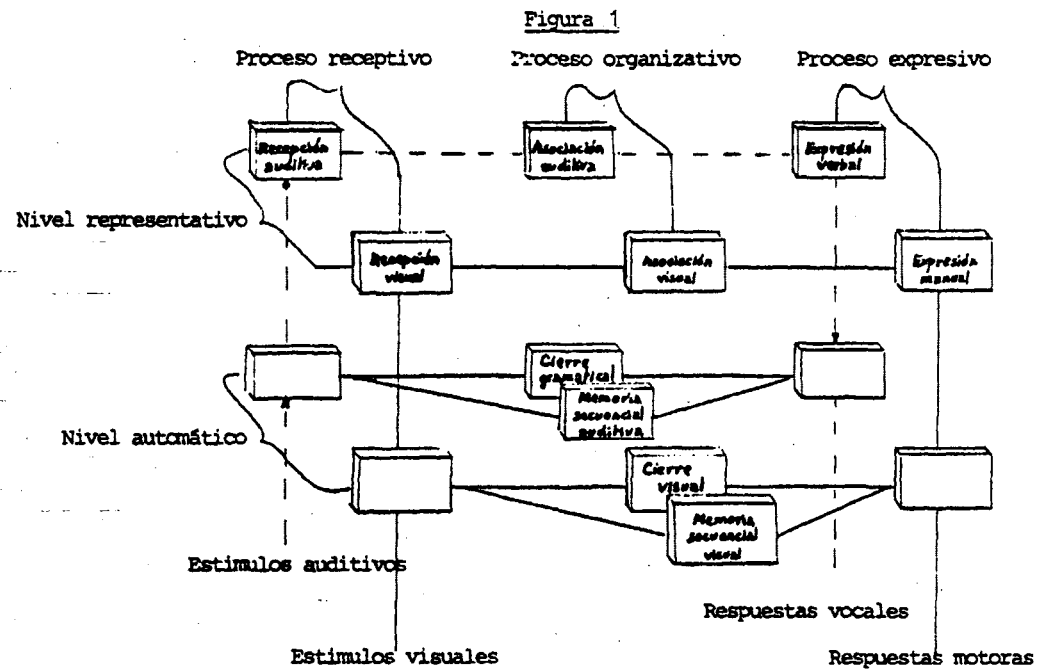 Figura 1
Proceso receptivo
Proceso organizativo
Proceso expresivo
Recepción
auditiva
Asociación
auditiva
Expresión
verbal
Nivel representativo
Recepción
visual
Asociación
visual
Expresión
manual
Cierre
gramatical
Memoria
secuencial
auditiva
Nivel automático
Cierre
visual
Memoria
secuencial
visual
Estimulos auditivos
Respuestas vocales
Estimulos visuales
Respuestas motoras